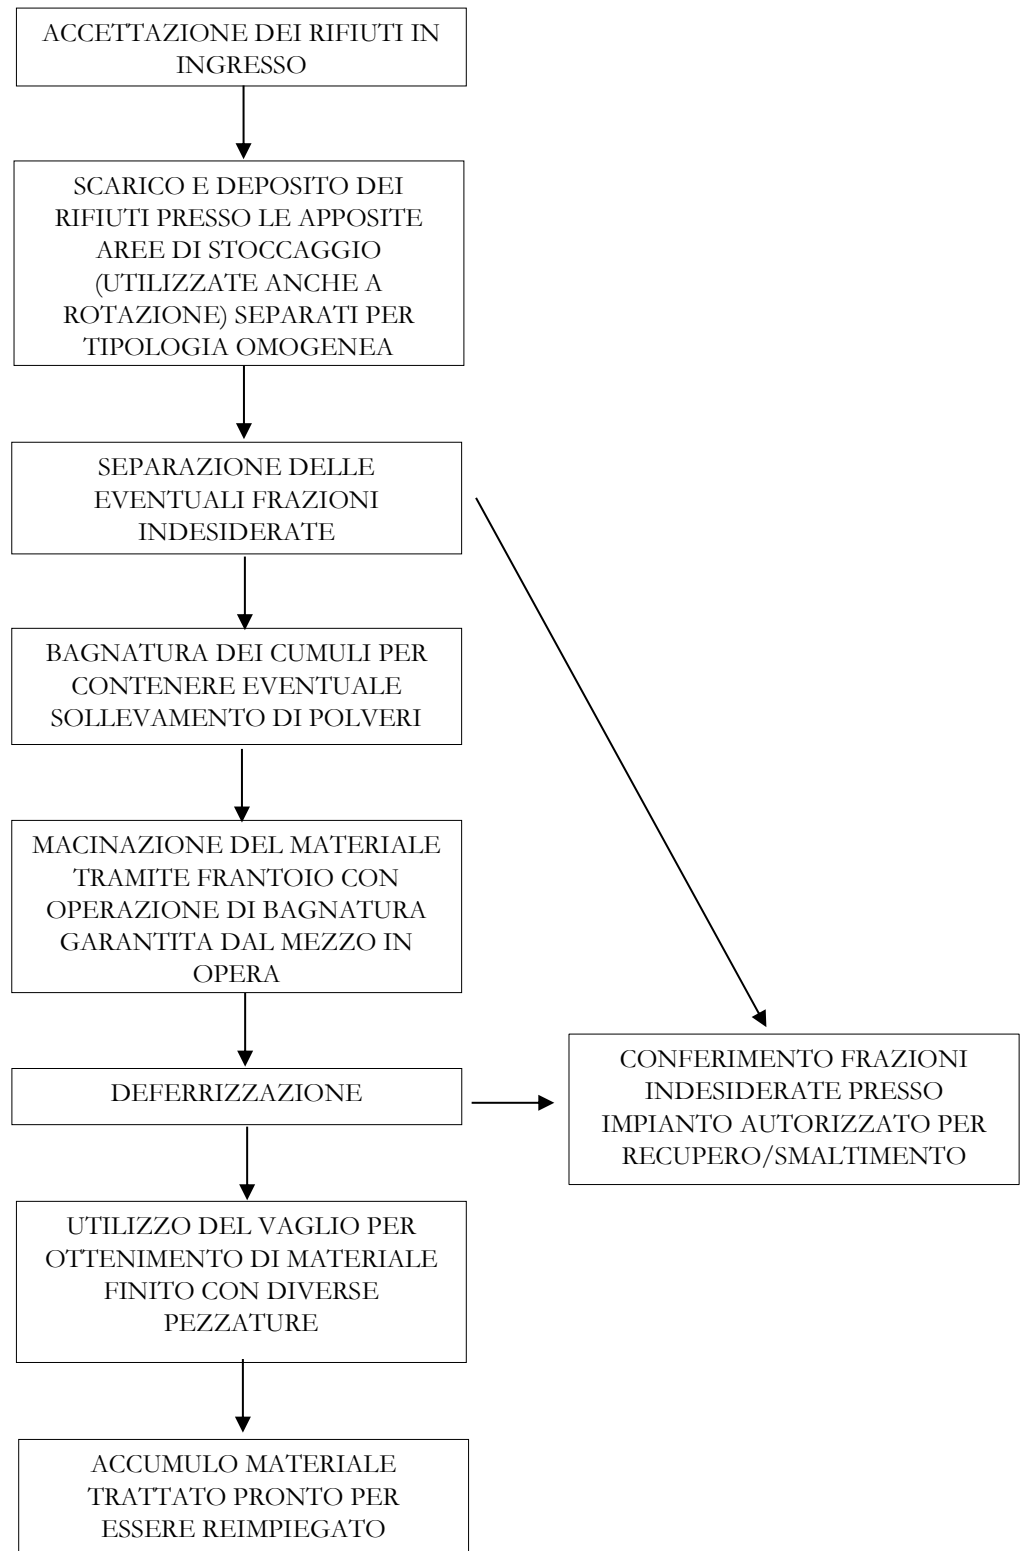 ACCETTAZIONE DEI RIFIUTI IN
INGRESSO
SCARICO E DEPOSITO DEI
RIFIUTI PRESSO LE APPOSITE
AREE DI STOCCAGGIO
(UTILIZZATE ANCHE A
ROTAZIONE) SEPARATI PER
TIPOLOGIA OMOGENEA
SEPARAZIONE DELLE
EVENTUALI FRAZIONI
INDESIDERATE
BAGNATURA DEI CUMULI PER
CONTENERE EVENTUALE
SOLLEVAMENTO DI POLVERI
MACINAZIONE DEL MATERIALE
TRAMITE FRANTOIO CON
OPERAZIONE DI BAGNATURA
GARANTITA DAL MEZZO IN
OPERA
DEFERRIZZAZIONE
CONFERIMENTO FRAZIONI
INDESIDERATE PRESSO
IMPIANTO AUTORIZZATO PER
RECUPERO/SMALTIMENTO
UTILIZZO DEL VAGLIO PER
OTTENIMENTO DI MATERIALE
FINITO CON DIVERSE
PEZZATURE
ACCUMULO MATERIALE
TRATTATO PRONTO PER
ESSERE REIMPIEGATO